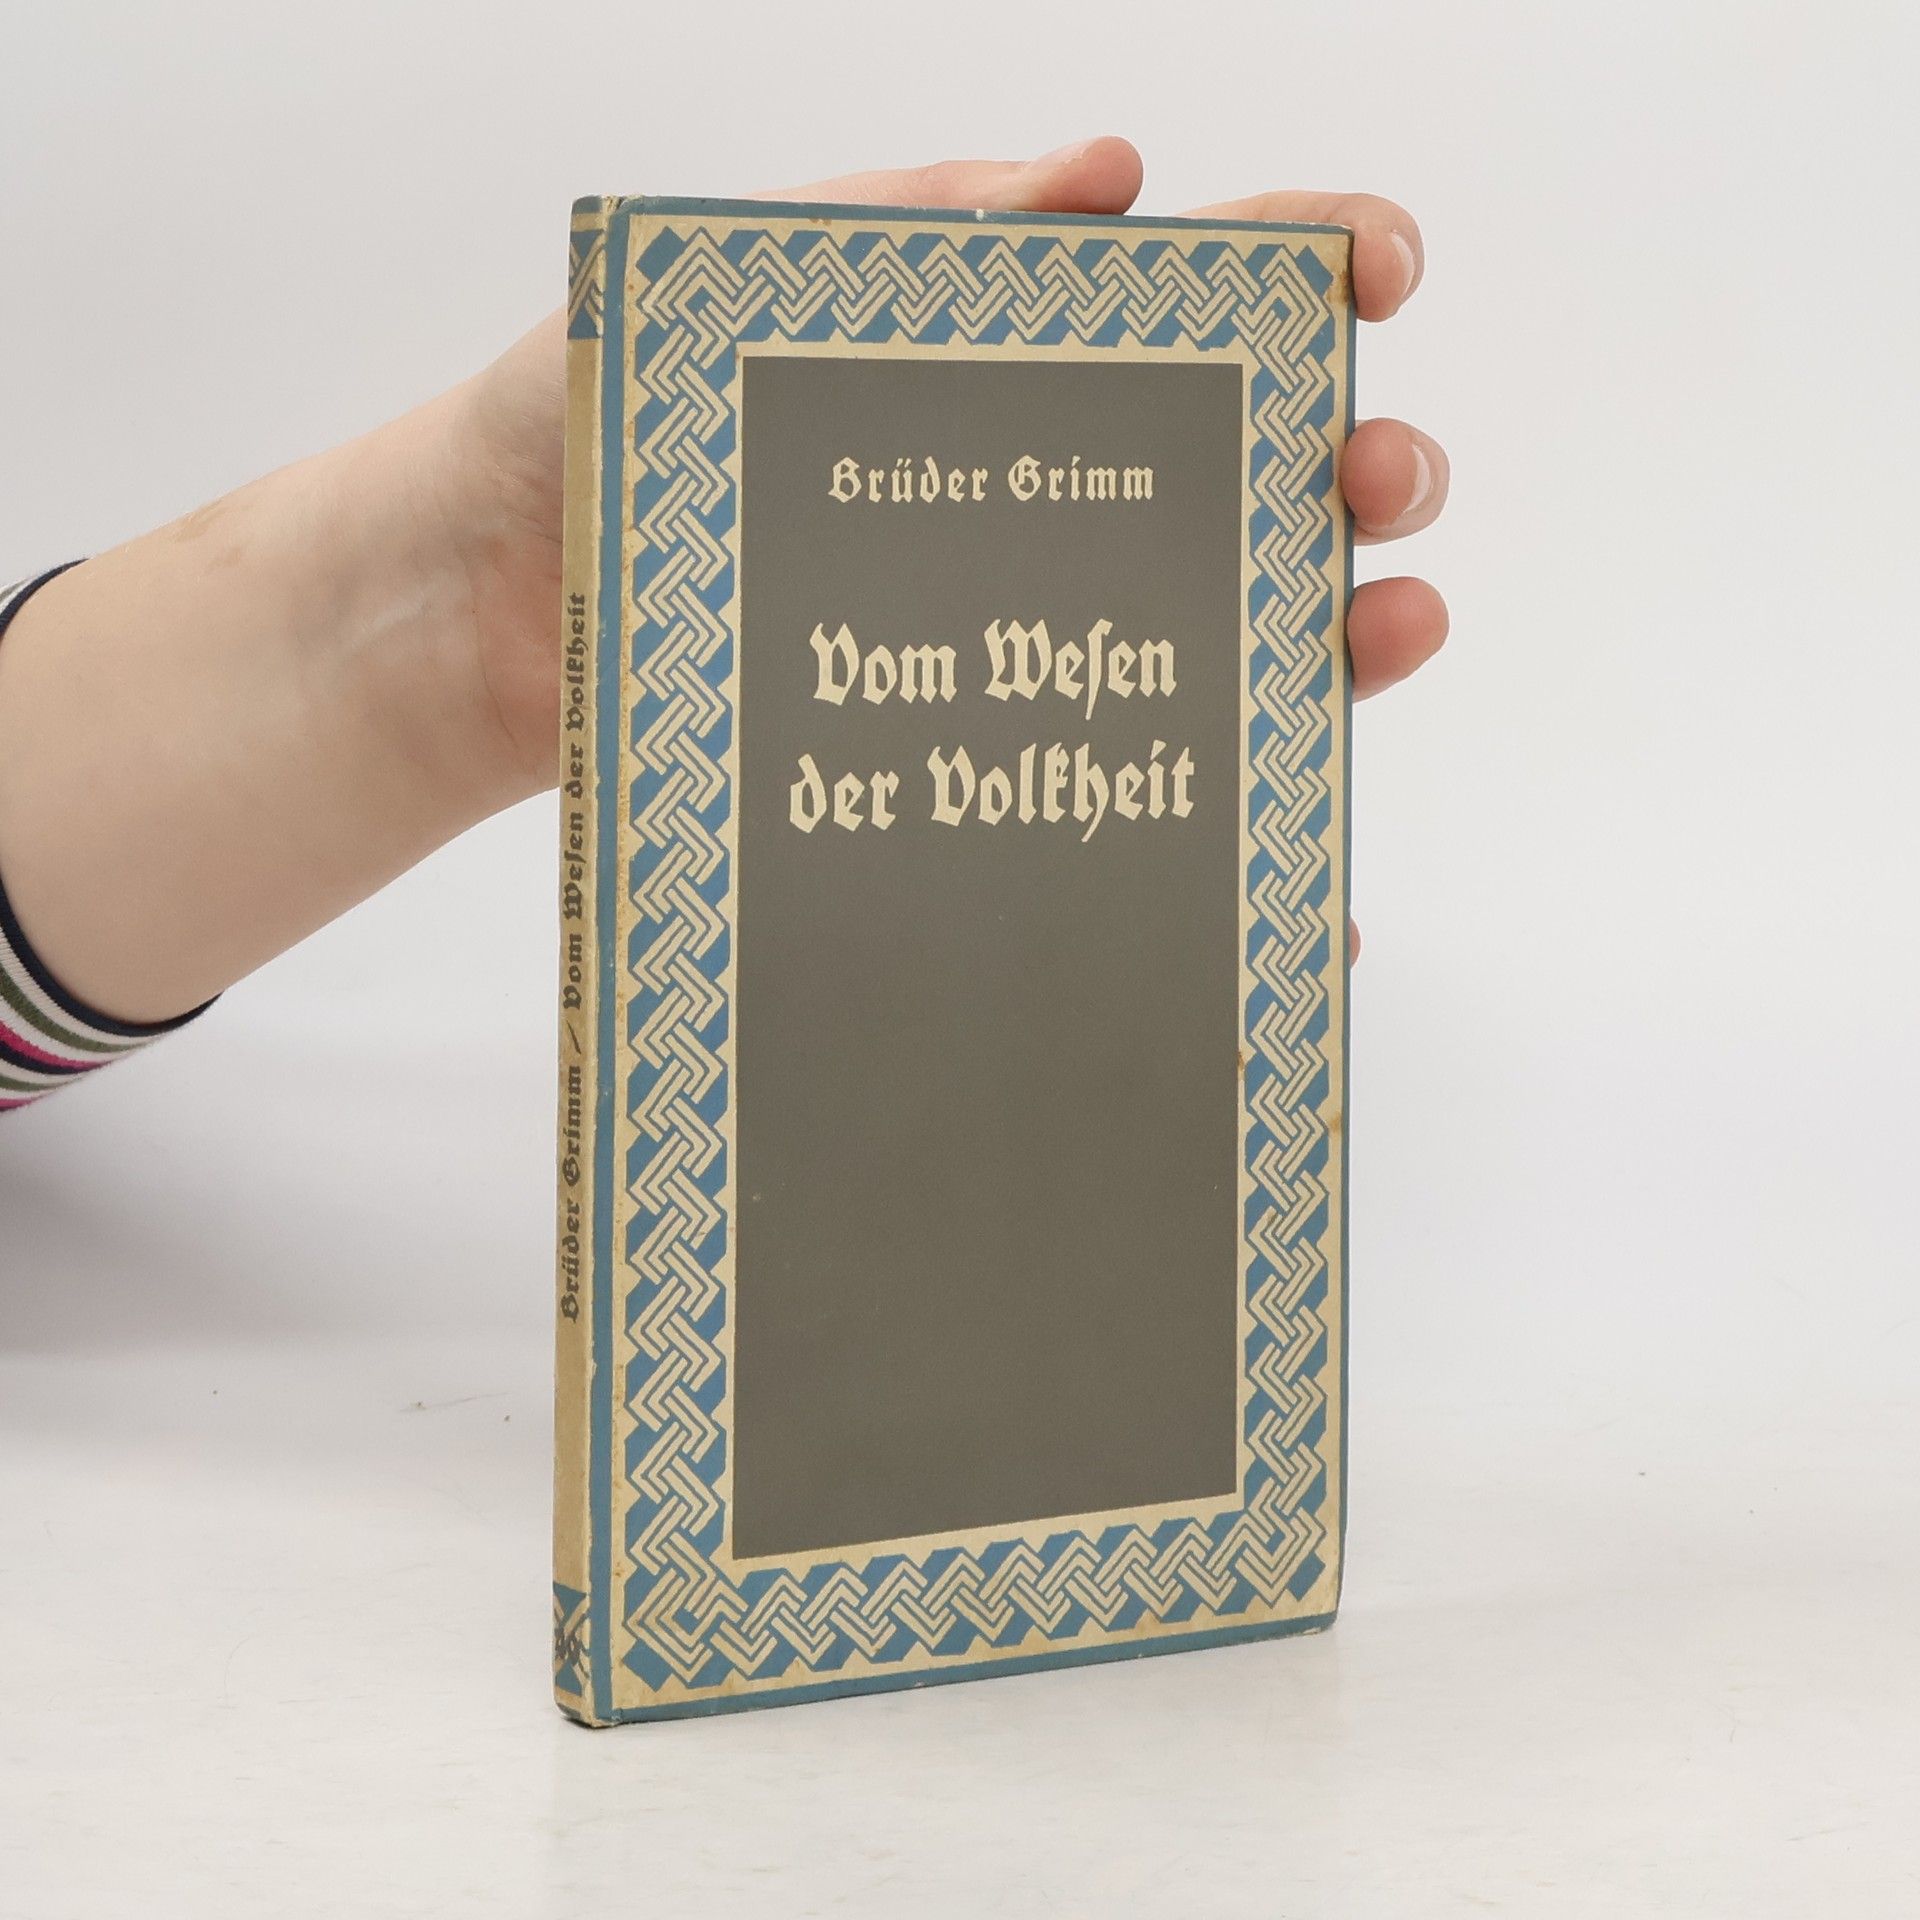 Brüder Grimm
Vom Weſen
der Volkheit
Brüder Grimm / Vom Weſen der Volkheit